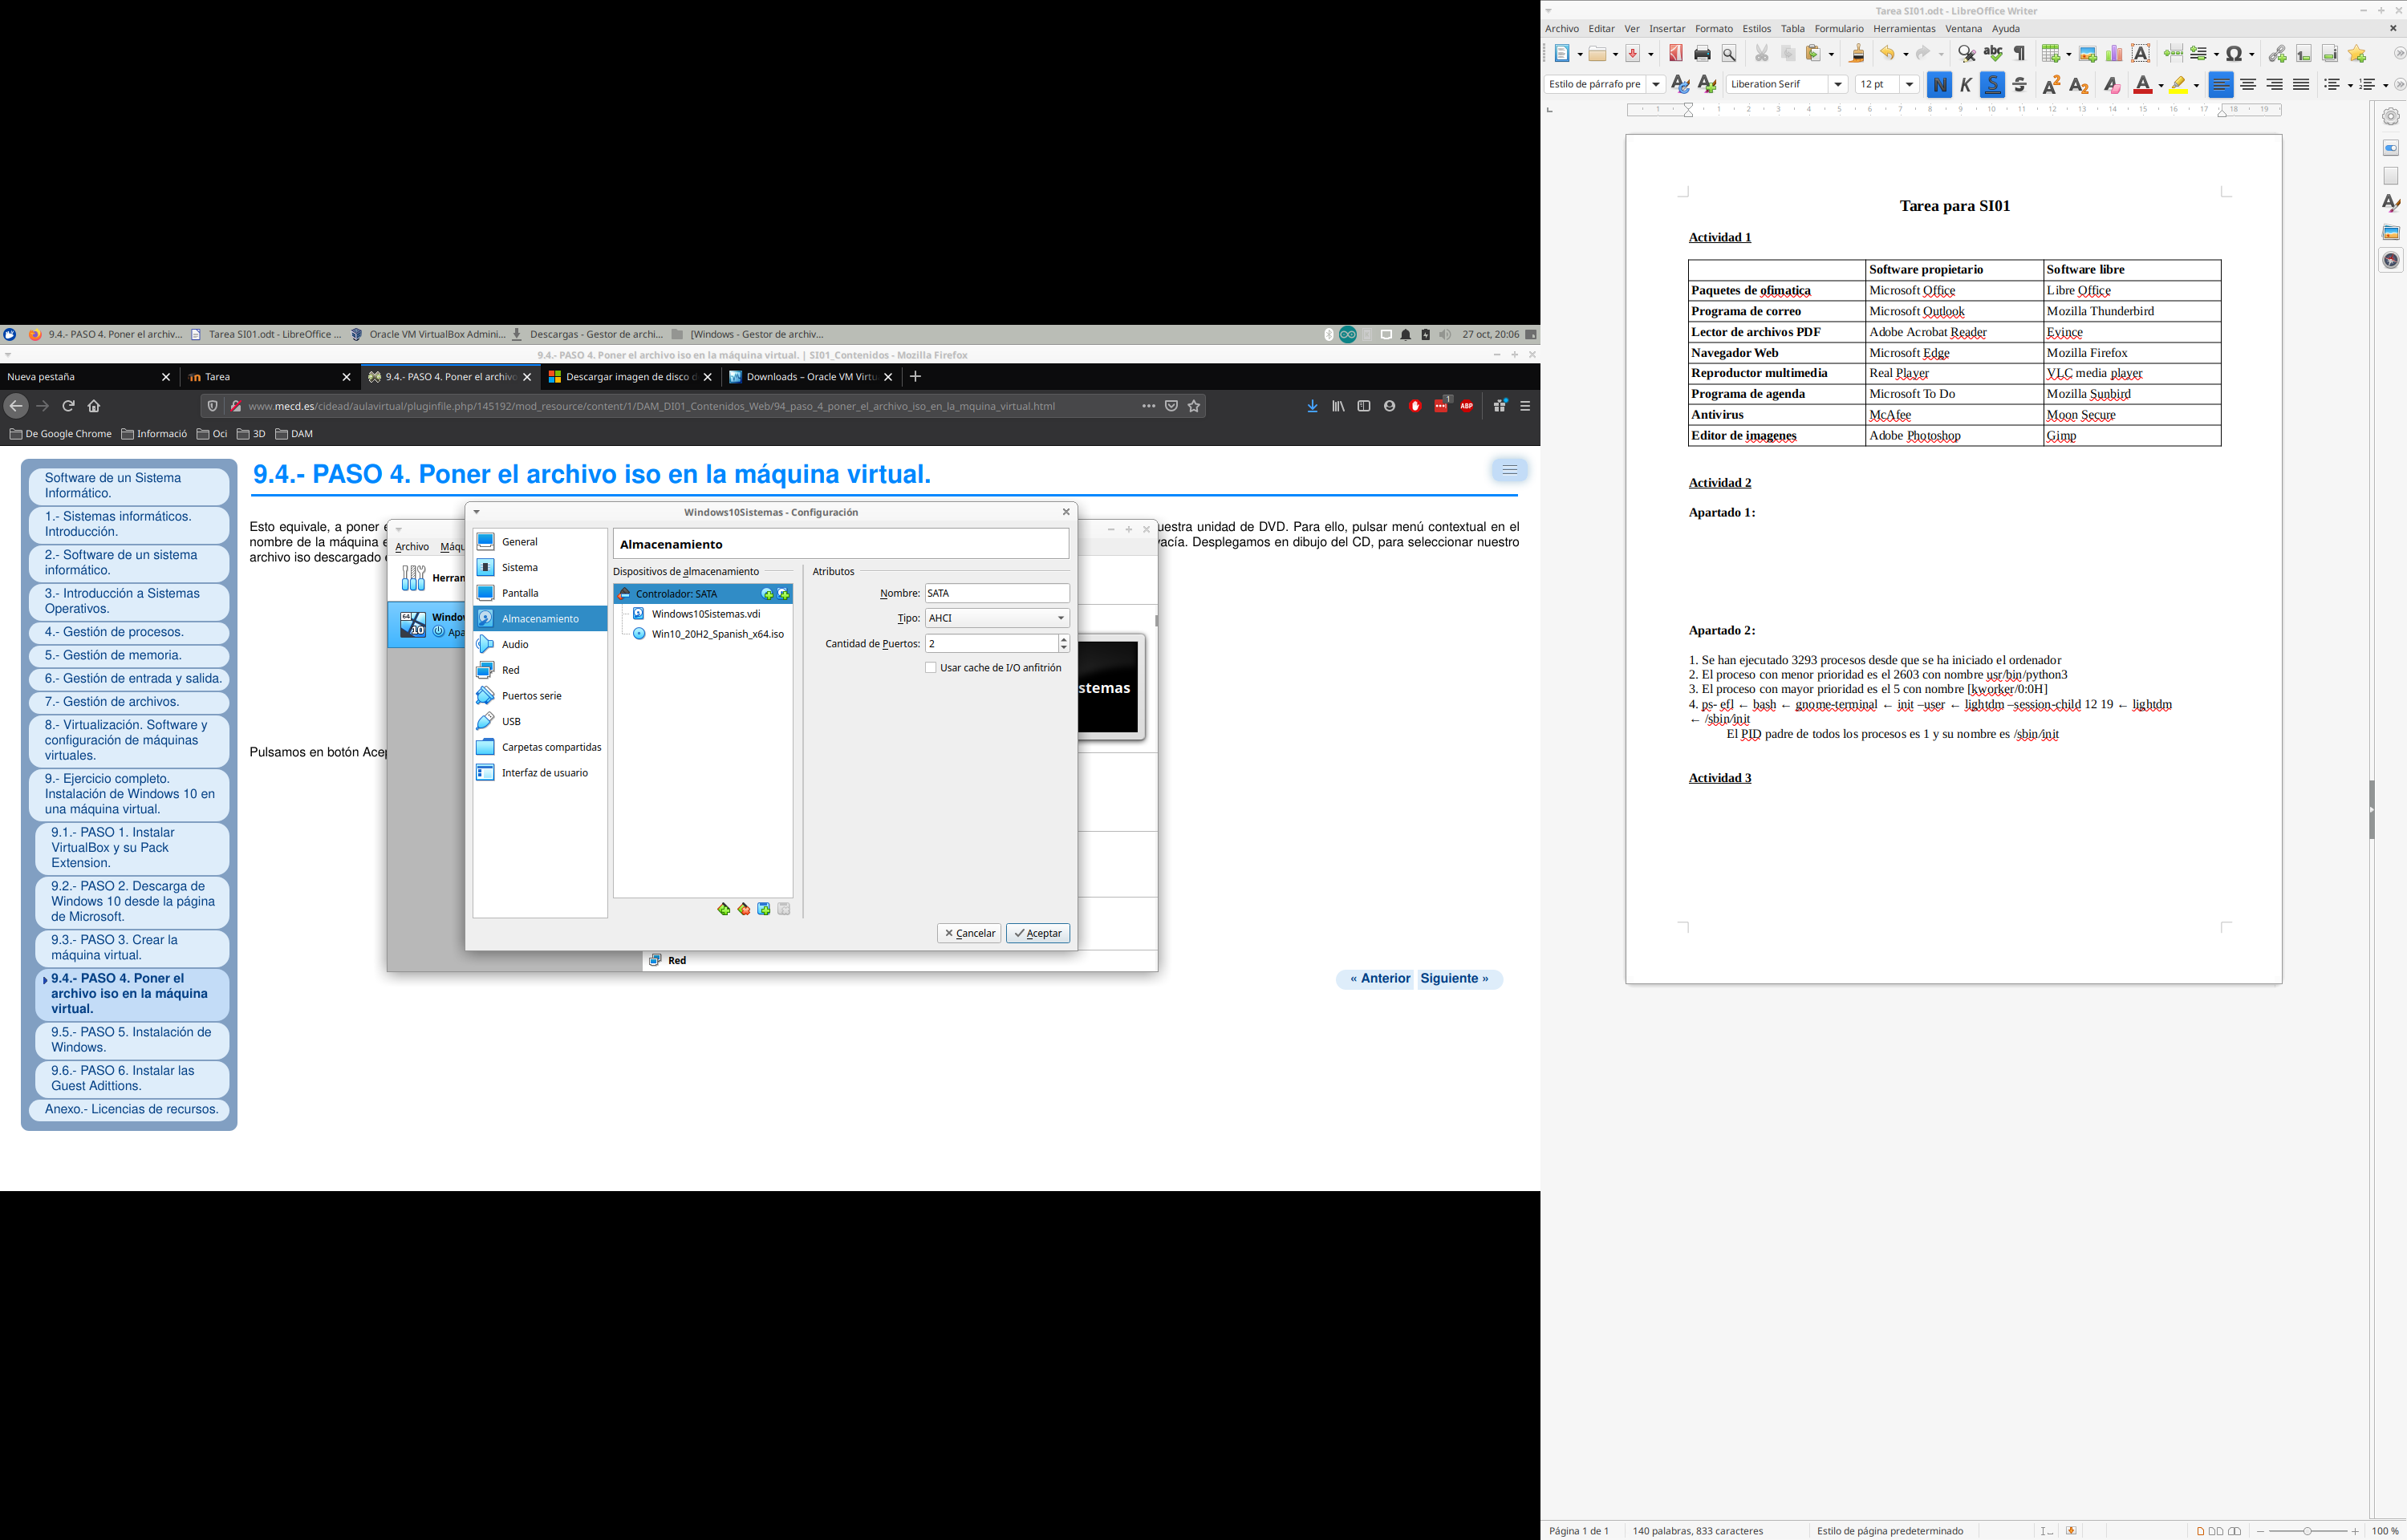 9.4.- PASO 4. Poner el archiv...
Tarea SI01.odt - LibreOffice ...
Oracle VM VirtualBox Admini...
Descargas - Gestor de archi...
[Windows - Gestor de archiv...
27 oct, 20:06
9.4.- PASO 4. Poner el archivo iso en la máquina virtual. | SI01_Contenidos - Mozilla Firefox
Nueva pestaña
Tarea
9.4.- PASO 4. Poner el archivo
Descargar imagen de disco d
Downloads – Oracle VM Virtu
www.mecd.es/cidead/aulavirtual/pluginfile.php/145192/mod_resource/content/1/DAM_DI01_Contenidos_Web/94_paso_4_poner_el_archivo_iso_en_la_mquina_virtual.html
1
ABP
De Google Chrome
Informació
Oci
3D
DAM
Software de un Sistema
Informático.
1.- Sistemas informáticos.
Introducción.
2.- Software de un sistema
informático.
3.- Introducción a Sistemas
Operativos.
4.- Gestión de procesos.
5.- Gestión de memoria.
6.- Gestión de entrada y salida.
7.- Gestión de archivos.
8.- Virtualización. Software y
configuración de máquinas
virtuales.
9.- Ejercicio completo.
Instalación de Windows 10 en
una máquina virtual.
9.1.- PASO 1. Instalar
VirtualBox y su Pack
Extension.
9.2.- PASO 2. Descarga de
Windows 10 desde la página
de Microsoft.
9.3.- PASO 3. Crear la
máquina virtual.
9.4.- PASO 4. Poner el
archivo iso en la máquina
virtual.
9.5.- PASO 5. Instalación de
Windows.
9.6.- PASO 6. Instalar las
Guest Adittions.
Anexo.- Licencias de recursos.
9.4.- PASO 4. Poner el archivo iso en la máquina virtual.
Esto equivale, a poner e
uestra unidad de DVD. Para ello, pulsar menú contextual en el
nombre de la máquina e
vacía. Desplegamos en dibujo del CD, para seleccionar nuestro
archivo iso descargado
Pulsamos en botón Acep
« Anterior
Siguiente »
Archivo
Máqu
Herran
Windo
Apa
64
10
stemas
Red
Windows10Sistemas - Configuración
General
Sistema
Pantalla
Almacenamiento
Audio
Red
Puertos serie
USB
Carpetas compartidas
Interfaz de usuario
Almacenamiento
Dispositivos de almacenamiento
Controlador: SATA
Windows10Sistemas.vdi
Win10_20H2_Spanish_x64.iso
Atributos
Nombre: SATA
Tipo: AHCI
Cantidad de Puertos: 2
Usar cache de I/O anfitrión
Cancelar
Aceptar
Tarea SI01.odt - LibreOffice Writer
Archivo Editar Ver Insertar Formato Estilos Tabla Formulario Herramientas Ventana Ayuda
Estilo de párrafo pre
Liberation Serif
12 pt
N K S S
1 1 2 3 4 5 6 7 8 9 10 11 12 13 14 15 16 17 18 19
Tarea para SI01
Actividad 1
Software propietario Software libre
Paquetes de ofimatica Microsoft Office Libre Office
Programa de correo Microsoft Outlook Mozilla Thunderbird
Lector de archivos PDF Adobe Acrobat Reader Evince
Navegador Web Microsoft Edge Mozilla Firefox
Reproductor multimedia Real Player VLC media player
Programa de agenda Microsoft To Do Mozilla Sunbird
Antivirus McAfee Moon Secure
Editor de imagenes Adobe Photoshop Gimp
Actividad 2
Apartado 1:
Apartado 2:
1. Se han ejecutado 3293 procesos desde que se ha iniciado el ordenador
2. El proceso con menor prioridad es el 2603 con nombre usr/bin/python3
3. El proceso con mayor prioridad es el 5 con nombre [kworker/0:0H]
4. ps- efl ← bash ← gnome-terminal ← init –user ← lightdm –session-child 12 19 ← lightdm
← /sbin/init
El PID padre de todos los procesos es 1 y su nombre es /sbin/init
Actividad 3
Página 1 de 1
140 palabras, 833 caracteres
Estilo de página predeterminado
100 %